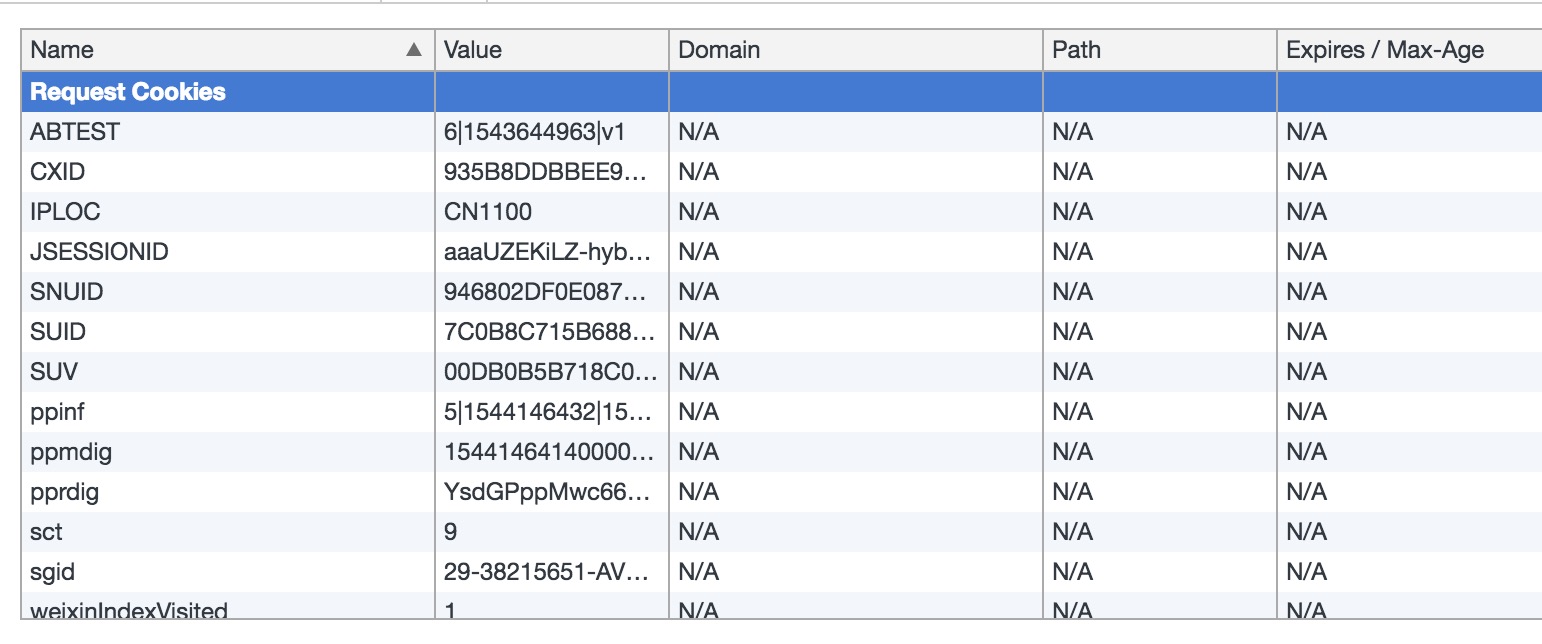 Name ▲ Value Domain Path Expires / Max-Age
Request Cookies
ABTEST 6|1543644963|v1 N/A N/A N/A
CXID 935B8DDBBEE9... N/A N/A N/A
IPLOC CN1100 N/A N/A N/A
JSESSIONID aaaUZEKiLZ-hyb... N/A N/A N/A
SNUID 946802DF0E087... N/A N/A N/A
SUID 7C0B8C715B688... N/A N/A N/A
SUV 00DB0B5B718C0... N/A N/A N/A
ppinf 5|1544146432|15... N/A N/A N/A
ppmdig 15441464140000... N/A N/A N/A
pprdig YsdGPppMwc66... N/A N/A N/A
sct 9 N/A N/A N/A
sgid 29-38215651-AV... N/A N/A N/A
weixinIndexVisited 1 N/A N/A N/A